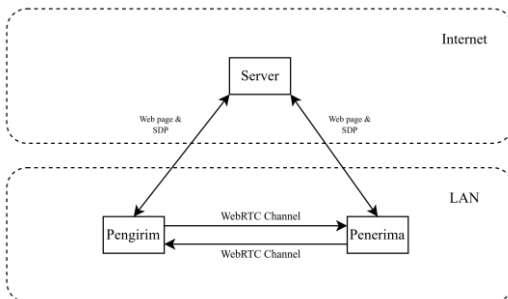 Internet
Server
Web page &
SDP
Web page &
SDP
LAN
WebRTC Channel
Pengirim
Penerima
WebRTC Channel